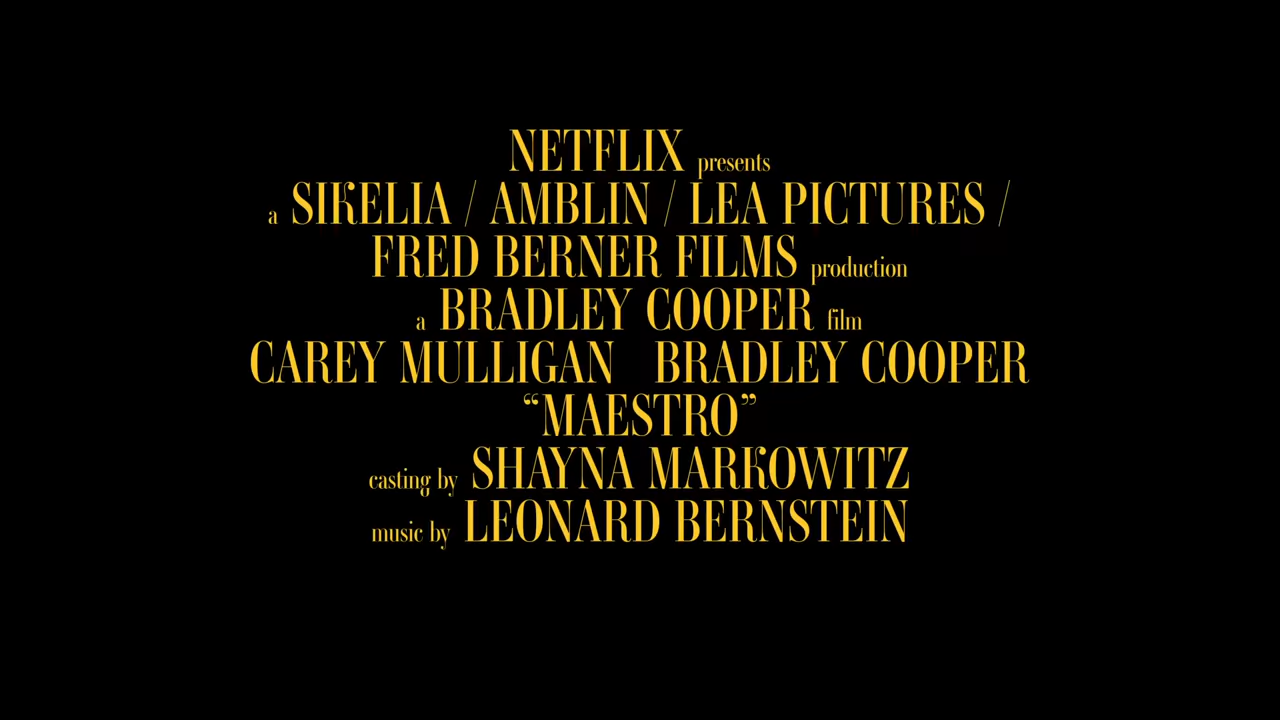 NETFLIX presents
a SIKELIA / AMBLIN / LEA PICTURES /
FRED BERNER FILMS production
a BRADLEY COOPER film
CAREY MULLIGAN BRADLEY COOPER
“MAESTRO”
casting by SHAYNA MARKOWITZ
music by LEONARD BERNSTEIN